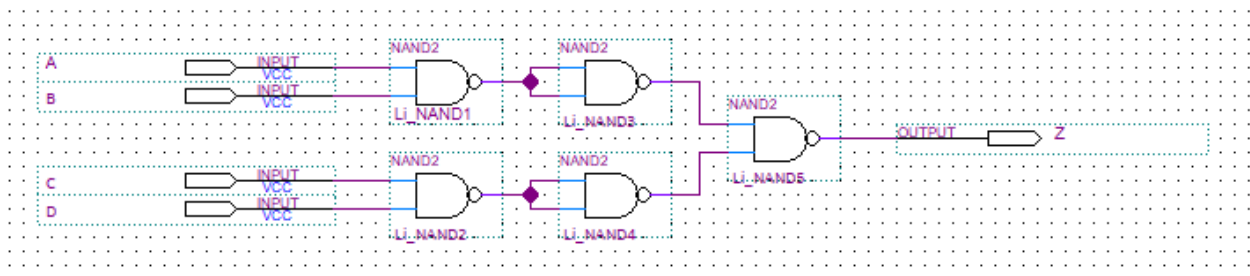 NAND2
NAND2
A
INPUT
VCC
B
INPUT
VCC
Li_NAND1
Li_NAND3
NAND2
OUTPUT
Z
NAND2
NAND2
Li_NAND5
C
INPUT
VCC
D
INPUT
VCC
Li_NAND2
Li_NAND4